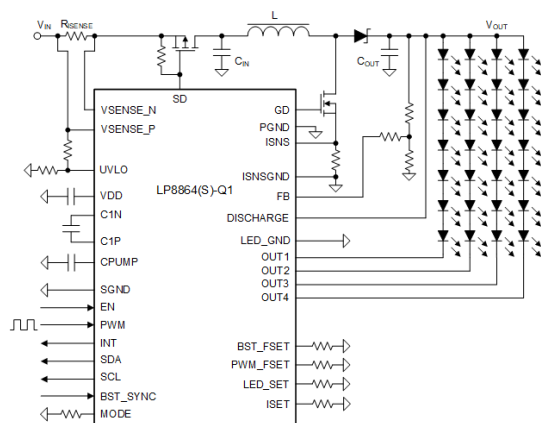 VIN RISENSE L VOUT
CIN COUT
SD
VSENSE_N GD
VSENSE_P PGND
ISNS
UVLO ISNSGND
LP8864(S)-Q1
VDD FB
C1N DISCHARGE
C1P LED_GND
CPUMP OUT1
OUT2
SGND OUT3
EN OUT4
PWM
INT BST_FSET
SDA PWM_FSET
SCL LED_SET
BST_SYNC ISET
MODE